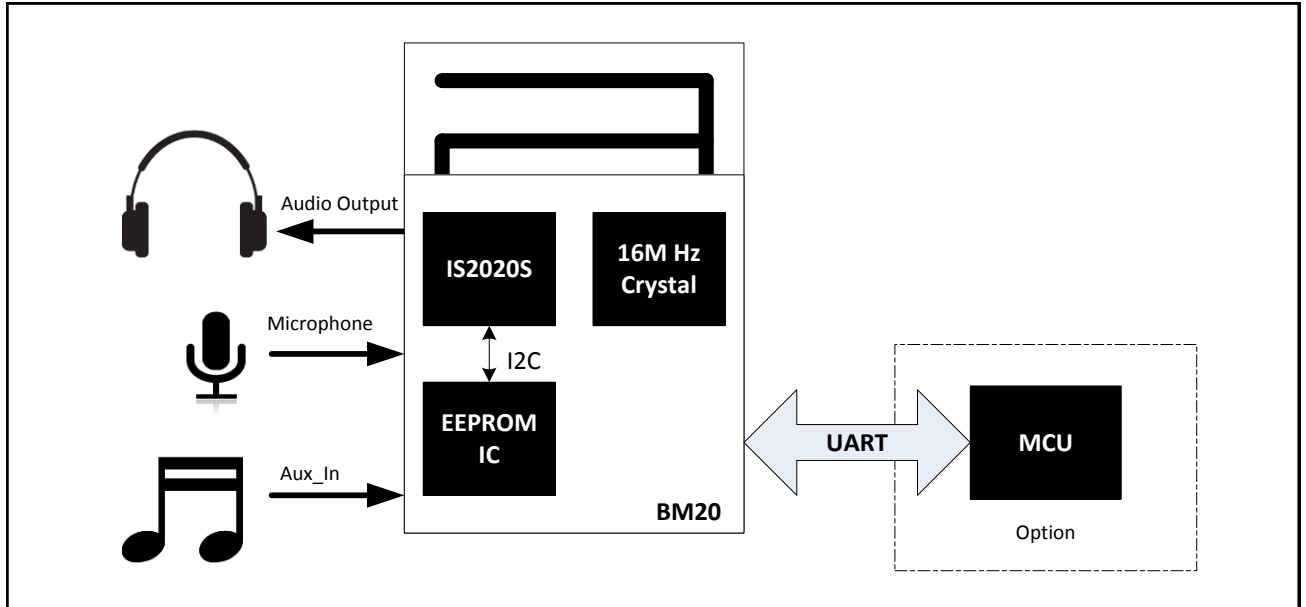 Audio Output
IS2020S
16M Hz
Crystal
Microphone
I2C
EEPROM
IC
UART
MCU
Aux_In
BM20
Option